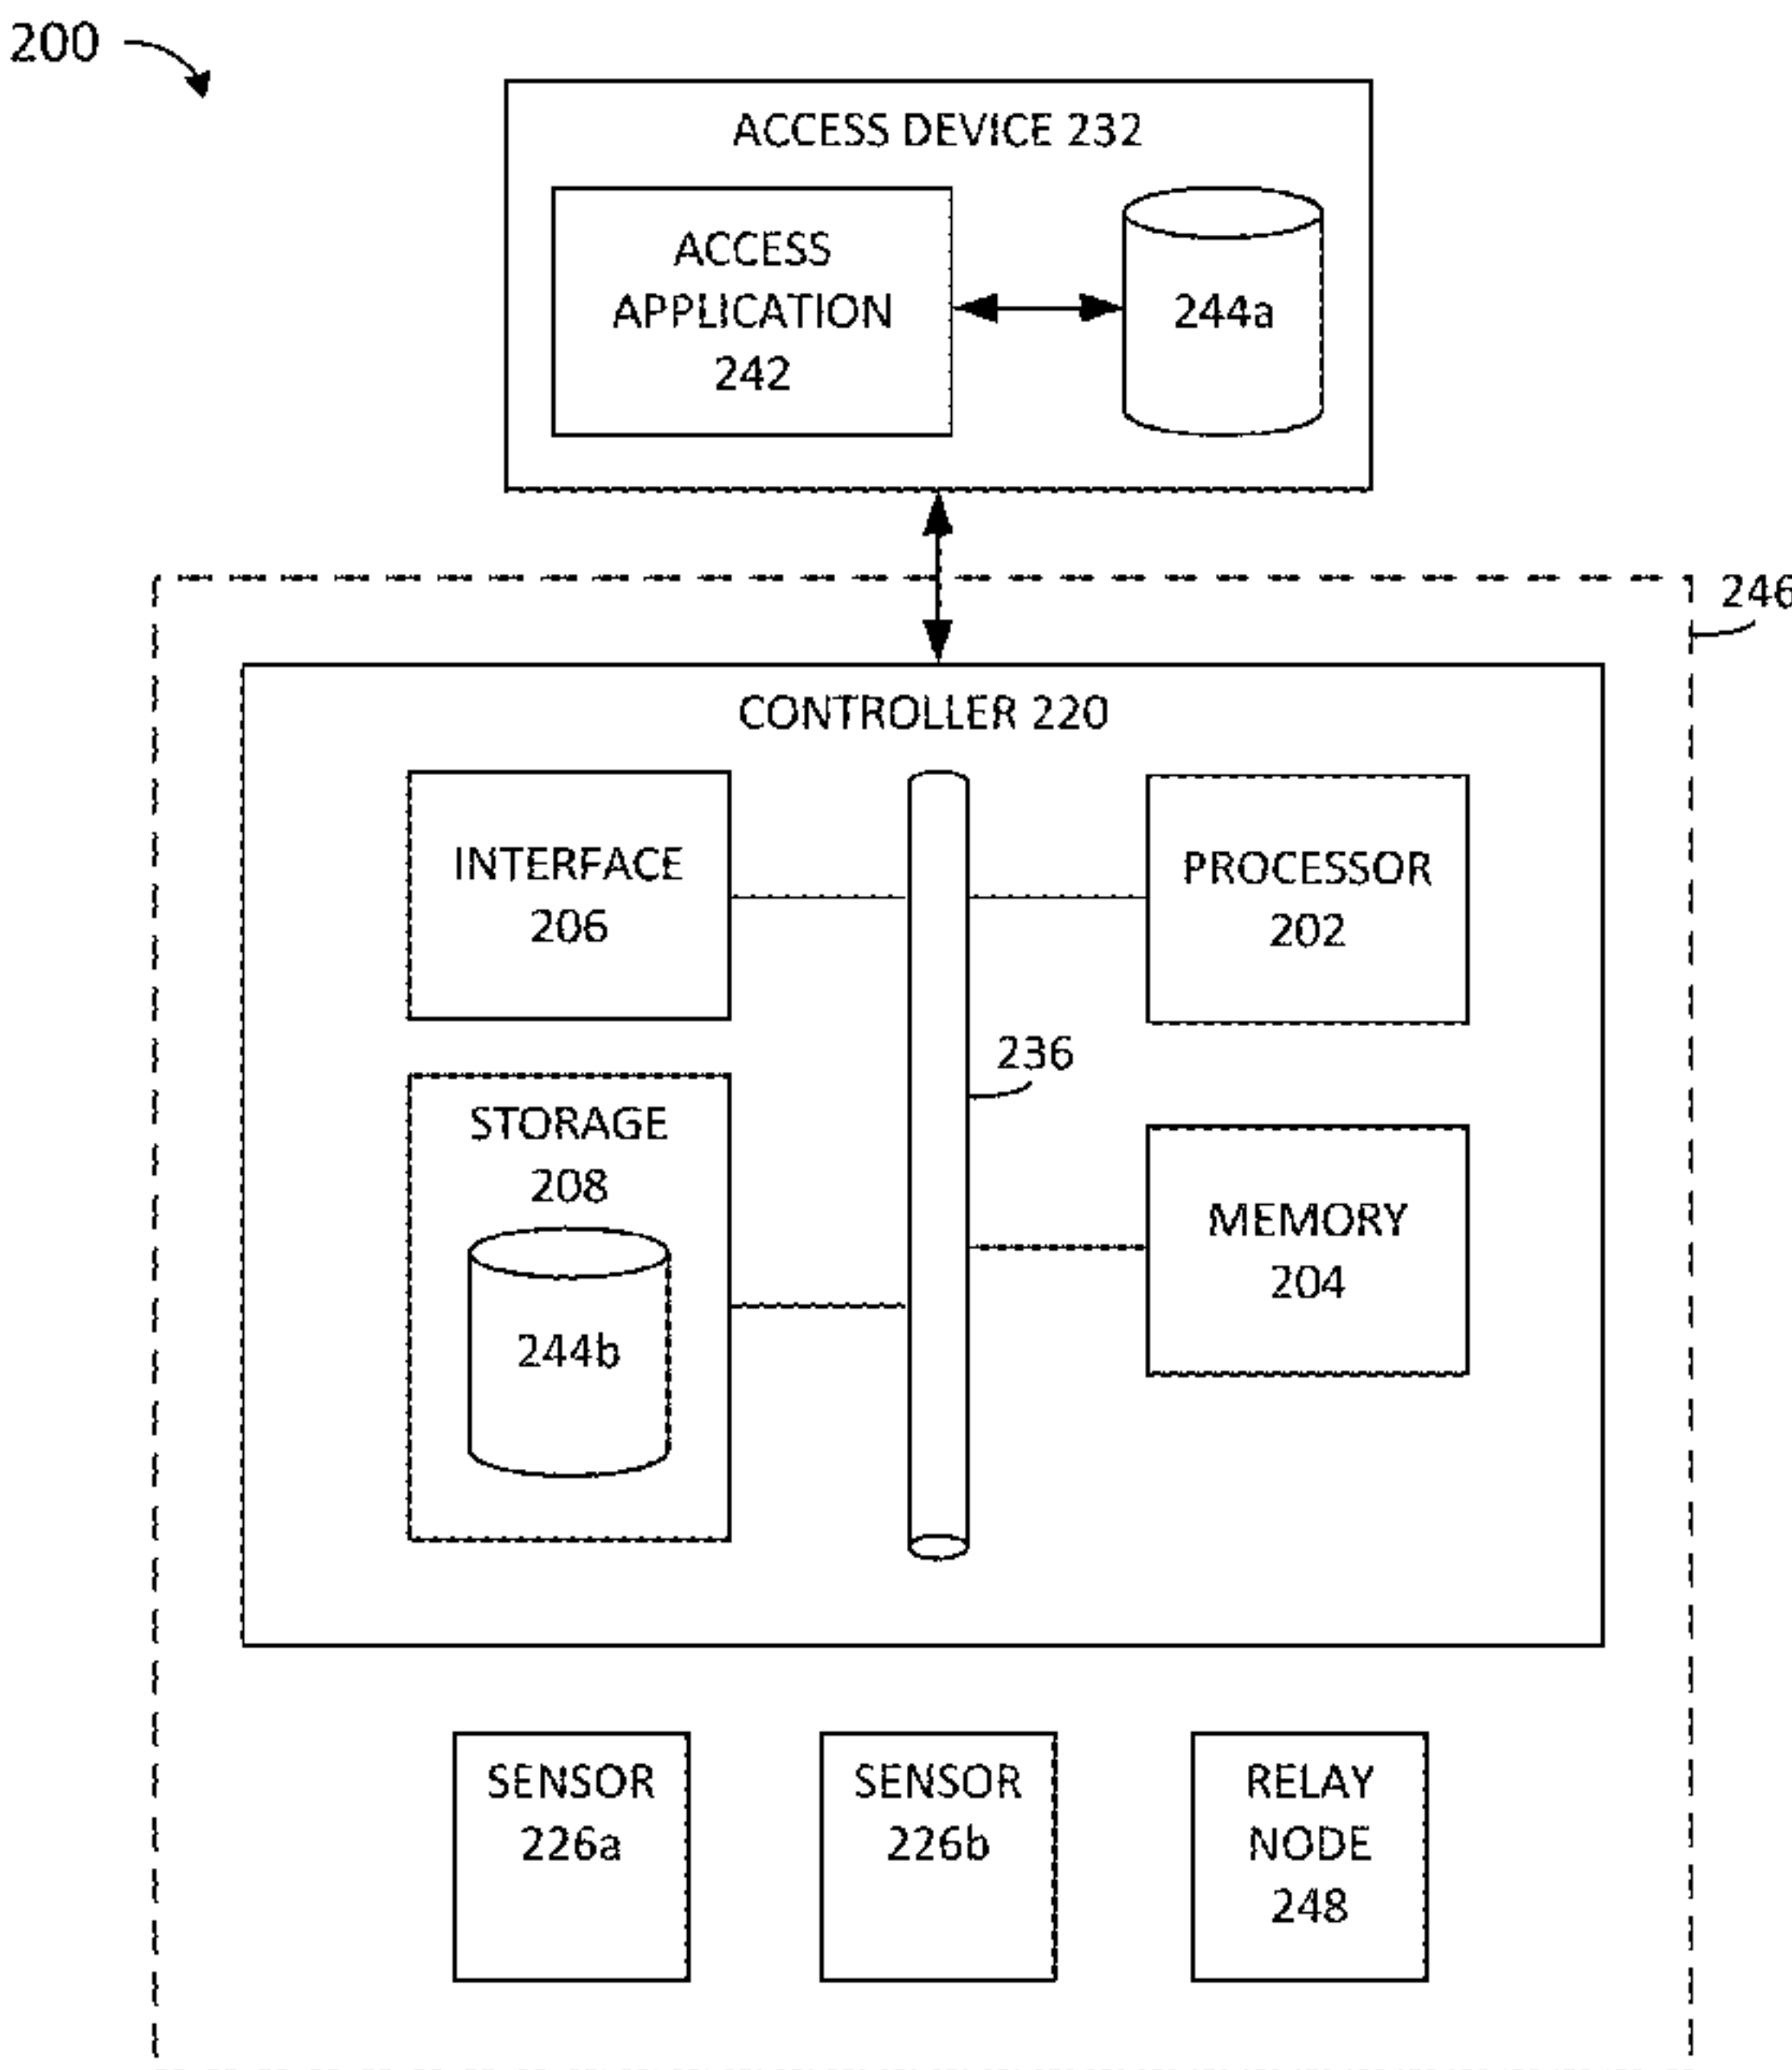 200
ACCESS DEVICE 232
ACCESS
APPLICATION
242
244a
246
CONTROLLER 220
INTERFACE
206
PROCESSOR
202
236
STORAGE
208
244b
MEMORY
204
SENSOR
226a
SENSOR
226b
RELAY
NODE
248